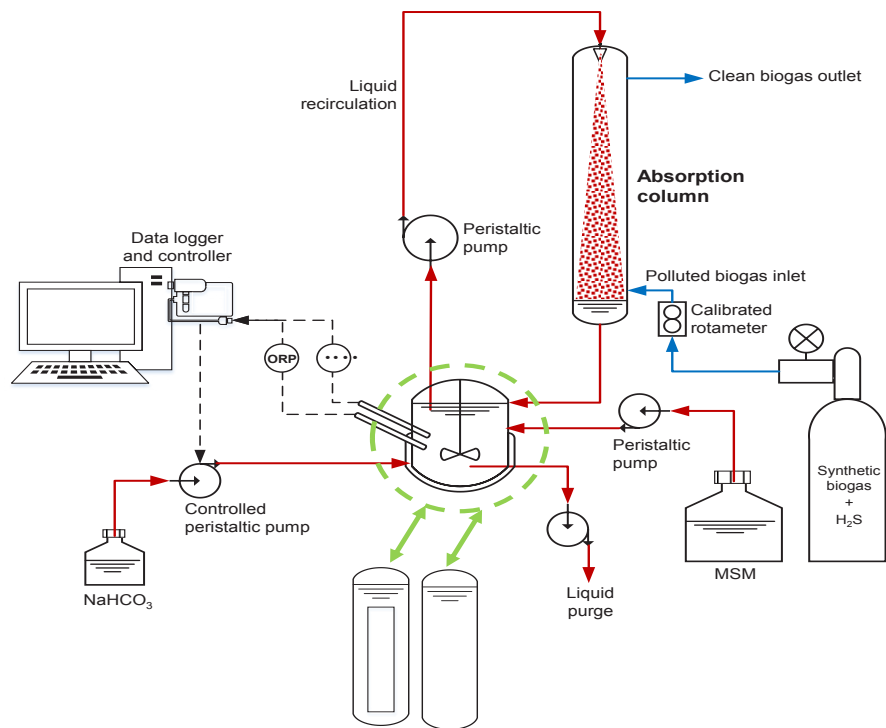 Liquid
recirculation
Clean biogas outlet
Absorption
column
Peristaltic
pump
Data logger
and controller
Polluted biogas inlet
Calibrated
rotameter
ORP
Peristaltic
pump
Controlled
peristaltic pump
Synthetic
biogas
+
H₂S
NaHCO₃
Liquid
purge
MSM